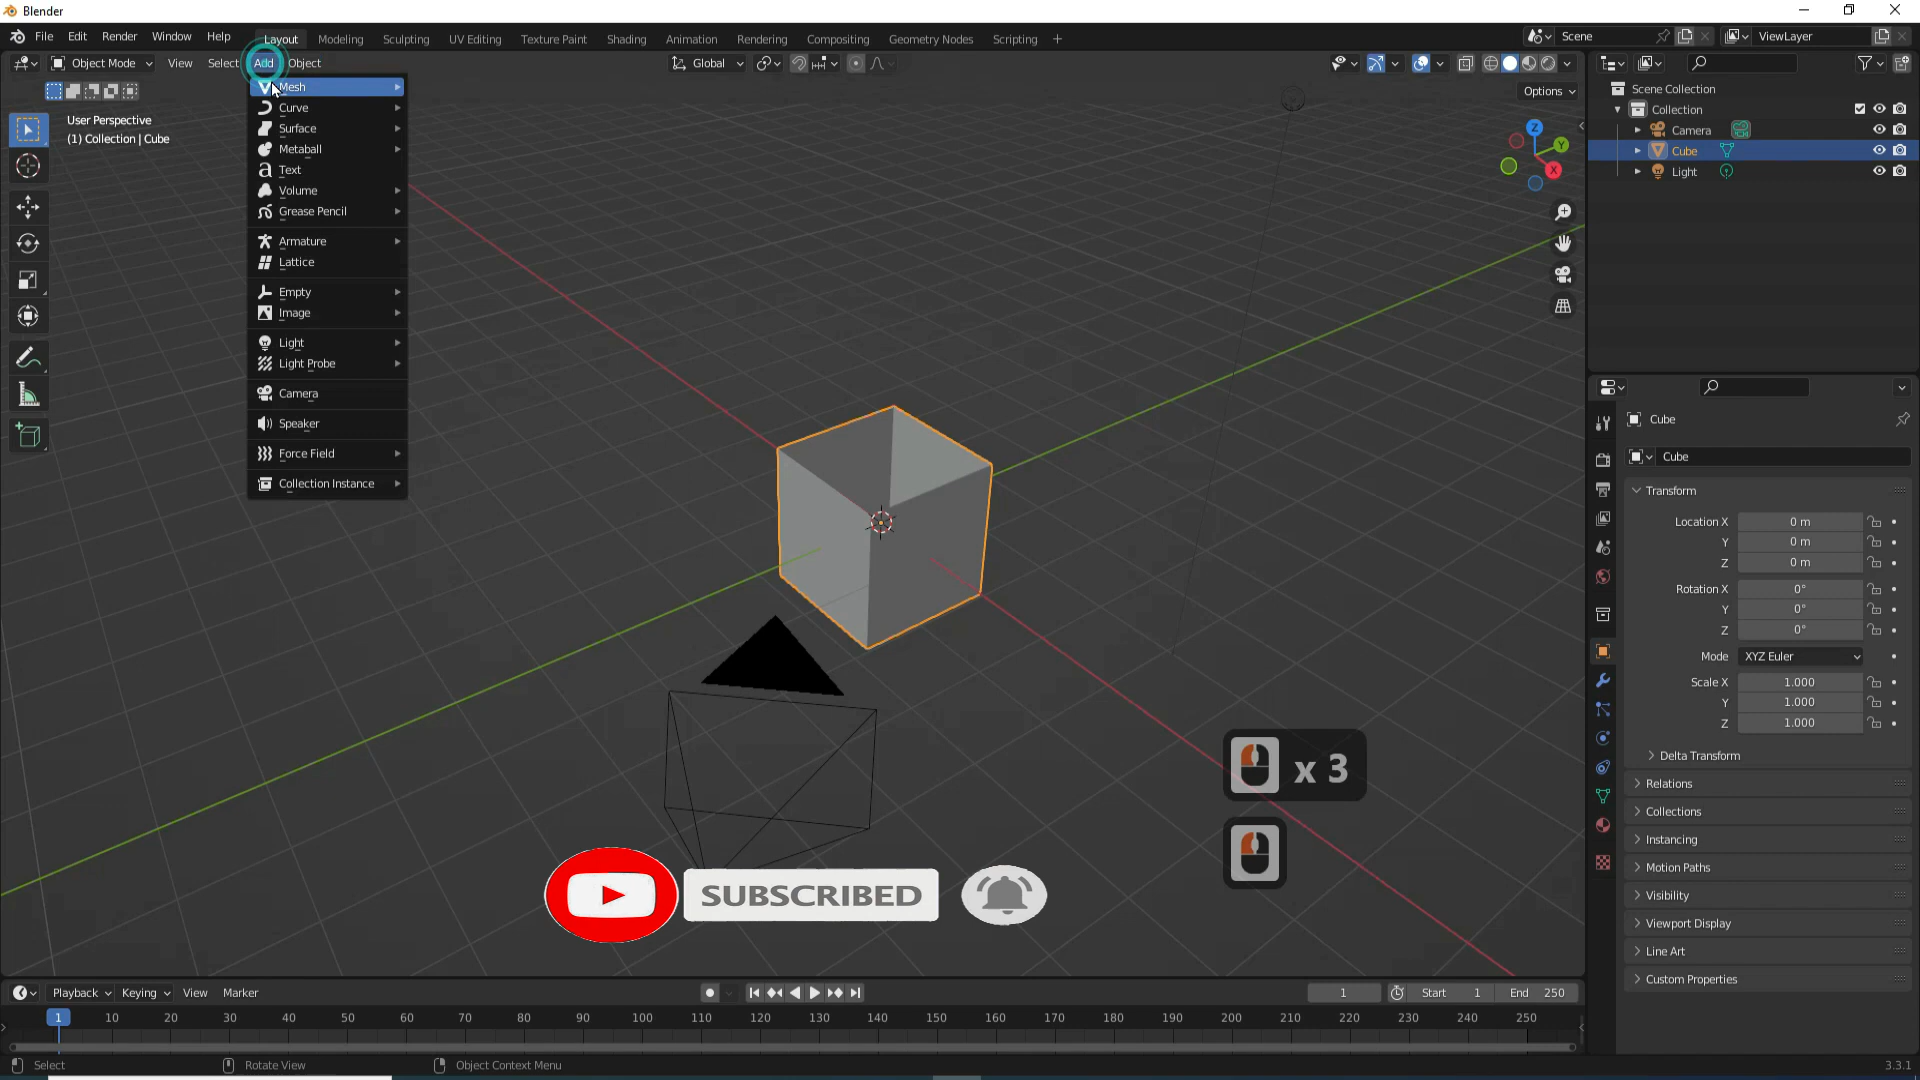 Blender
File Edit Render Window Help
Layout Modeling Sculpting UV Editing Texture Paint Shading Animation Rendering Compositing Geometry Nodes Scripting +
Scene
ViewLayer
Object Mode View Select Add Object
Global
Options
User Perspective
(1) Collection | Cube
Mesh
Curve
Surface
Metaball
Text
Volume
Grease Pencil
Armature
Lattice
Empty
Image
Light
Light Probe
Camera
Speaker
Force Field
Collection Instance
Z
Y
X
x 3
SUBSCRIBED
Scene Collection
Collection
Camera
Cube
Light
Cube
Cube
Transform
Location X 0 m
Y 0 m
Z 0 m
Rotation X 0°
Y 0°
Z 0°
Mode XYZ Euler
Scale X 1.000
Y 1.000
Z 1.000
Delta Transform
Relations
Collections
Instancing
Motion Paths
Visibility
Viewport Display
Line Art
Custom Properties
Playback Keying View Marker
1 Start 1 End 250
1 10 20 30 40 50 60 70 80 90 100 110 120 130 140 150 160 170 180 190 200 210 220 230 240 250
Select Rotate View Object Context Menu
3.3.1